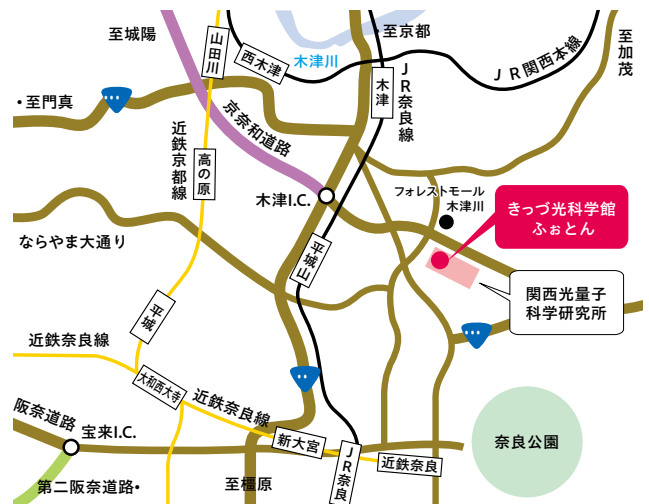 至城陽
山田川
西木津
木津川
・至京都
木津
JR奈良線
JR関西本線
至加茂
・至門真
近鉄京都線
高の原
京奈和道路
フォレストモール
木津川
きっづ光科学館
ふぉとん
木津I.C.
ならやま大通り
平城山
関西光量子
科学研究所
平城
近鉄奈良線
大和西大寺
近鉄奈良線
阪奈道路
宝来I.C.
新大宮
JR奈良
近鉄奈良
奈良公園
第二阪奈道路・
至橿原